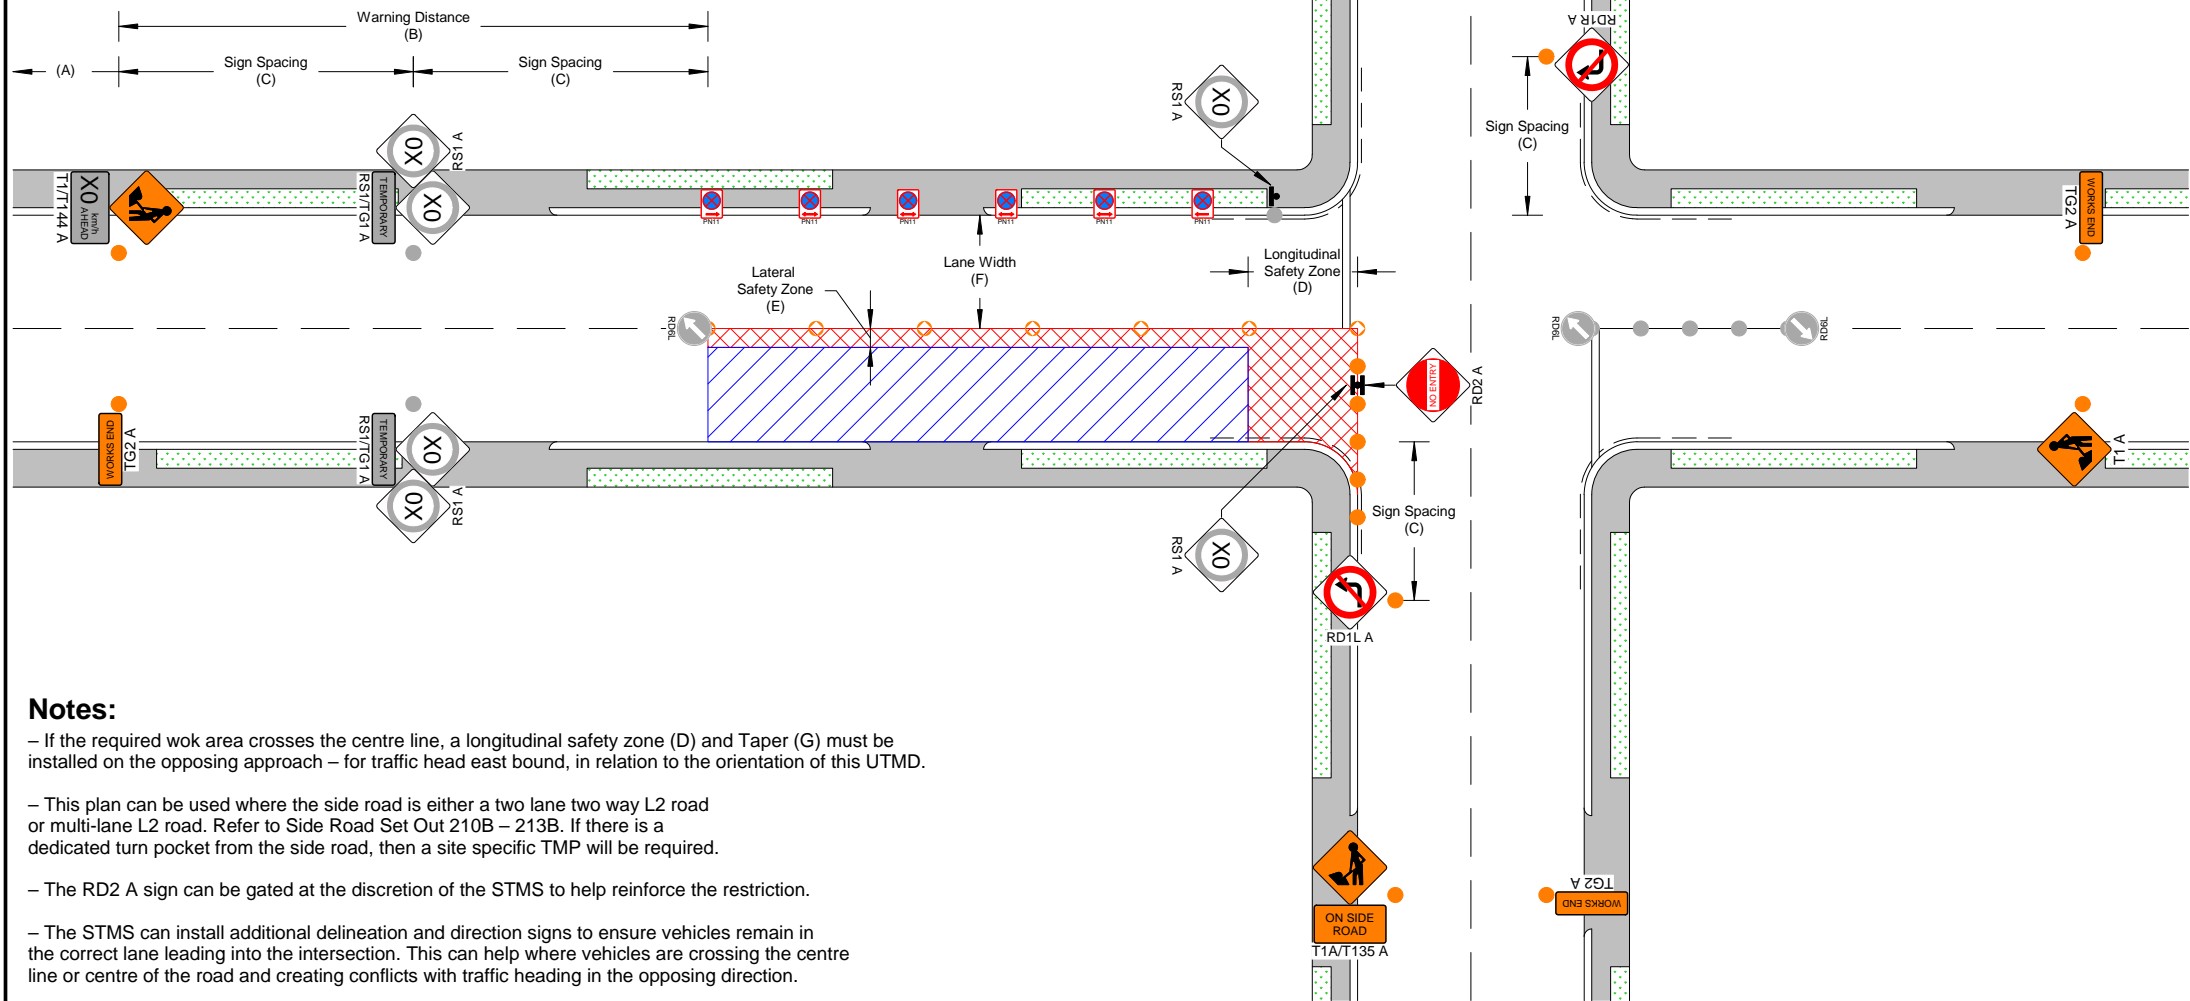 Warning Distance
(B)
(A)
Sign Spacing
(C)
Sign Spacing
(C)
RS1 A
X0
RD1R A
Sign Spacing
(C)
X0
RS1 A
T1/T144 A
X0 km/h
AHEAD
RS1/TG1 A
TEMPORARY
X0
PN11
PN11
PN11
PN11
PN11
PN11
TG2 A
WORKS END
Lateral
Safety Zone
(E)
Lane Width
(F)
Longitudinal
Safety Zone
(D)
RD6L
RD6L
RD6L
NO ENTRY
RD2 A
WORKS END
TG2 A
RS1/TG1 A
TEMPORARY
X0
X0
RS1 A
T1 A
Sign Spacing
(C)
RS1 A
X0
RD1L A
TG2 A
WORKS END
ON SIDE
ROAD
T1A/T135 A
Notes:
– If the required wok area crosses the centre line, a longitudinal safety zone (D) and Taper (G) must be
installed on the opposing approach – for traffic head east bound, in relation to the orientation of this UTMD.
– This plan can be used where the side road is either a two lane two way L2 road
or multi-lane L2 road. Refer to Side Road Set Out 210B – 213B. If there is a
dedicated turn pocket from the side road, then a site specific TMP will be required.
– The RD2 A sign can be gated at the discretion of the STMS to help reinforce the restriction.
– The STMS can install additional delineation and direction signs to ensure vehicles remain in
the correct lane leading into the intersection. This can help where vehicles are crossing the centre
line or centre of the road and creating conflicts with traffic heading in the opposing direction.